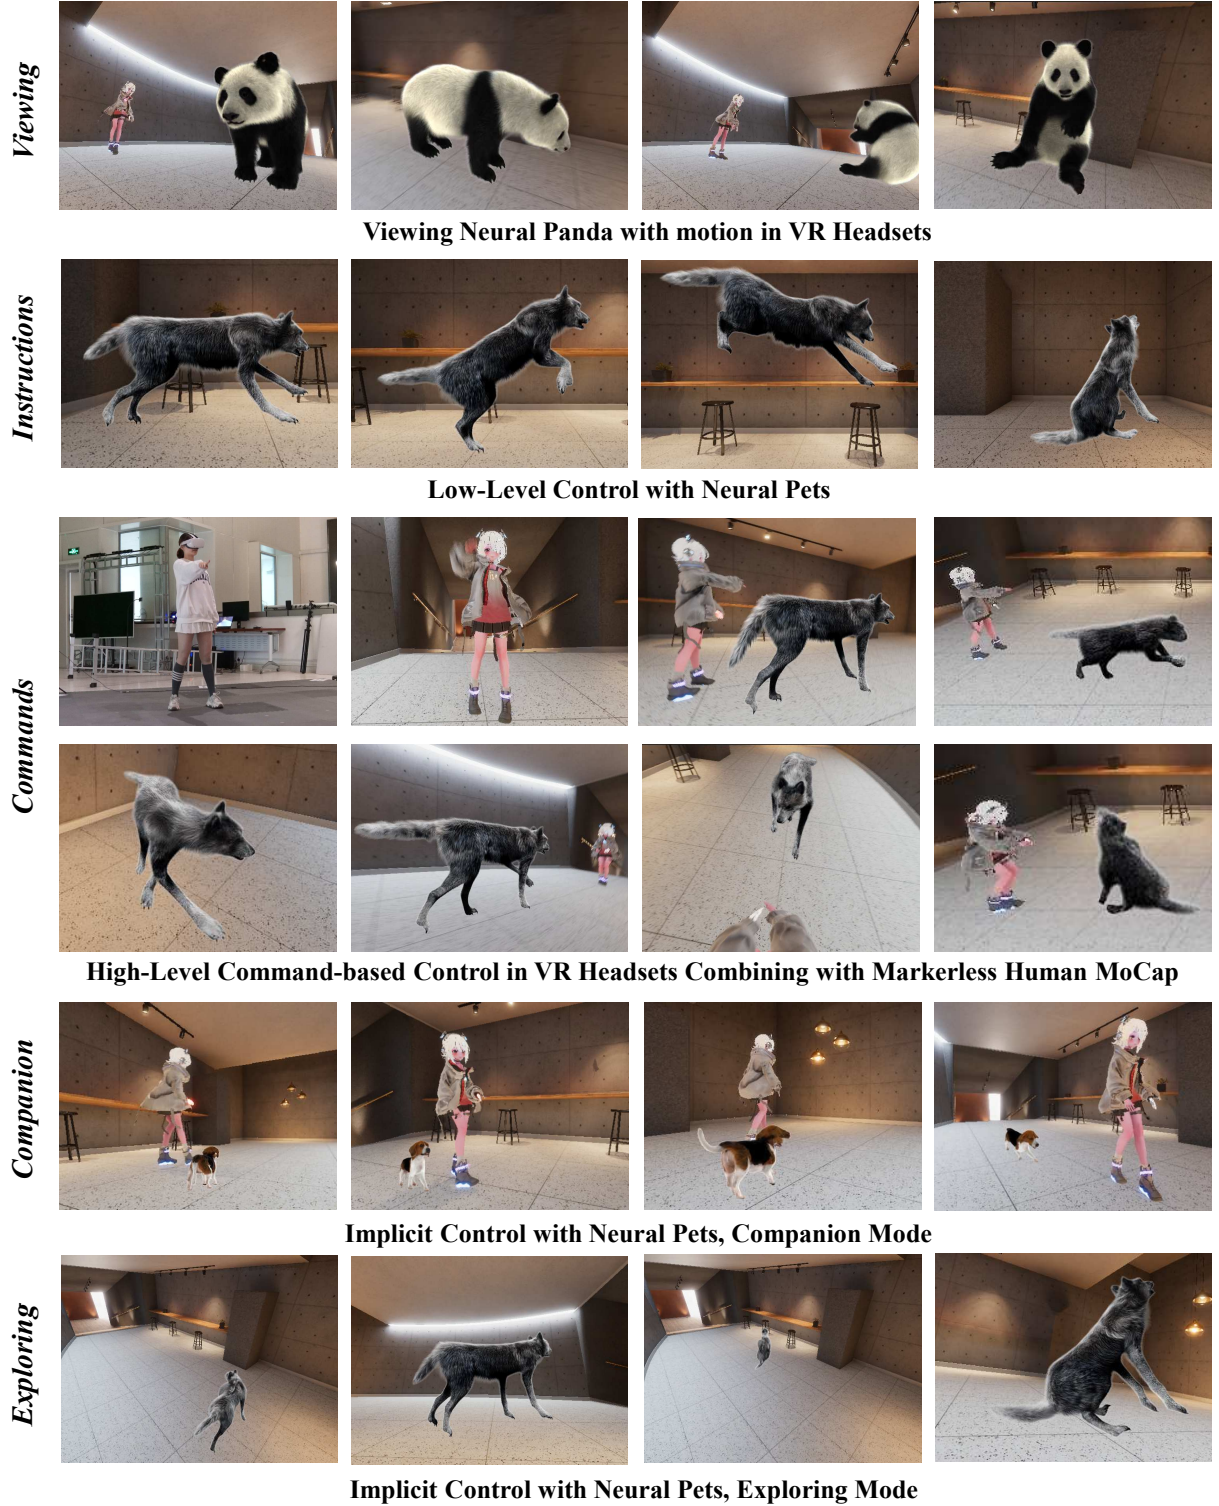 Viewing
Viewing Neural Panda with motion in VR Headsets
Instructions
Low-Level Control with Neural Pets
Commands
High-Level Command-based Control in VR Headsets Combining with Markerless Human MoCap
Companion
Implicit Control with Neural Pets, Companion Mode
Exploring
Implicit Control with Neural Pets, Exploring Mode